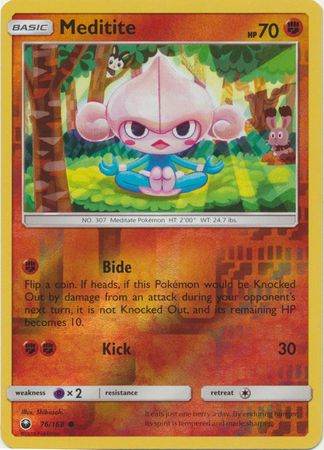 BASIC
Meditite
HP 70
NO. 307 Meditate Pokémon HT: 2'00" WT: 24.7 lbs.
Bide
Flip a coin. If heads, if this Pokémon would be Knocked
Out by damage from an attack during your opponent's
next turn, it is not Knocked Out, and its remaining HP
becomes 10.
Kick 30
weakness ×2 resistance retreat
Illus. Shibuzoh.
76/168
It eats just one berry a day. By enduring hunger,
its spirit is tempered and made sharper.